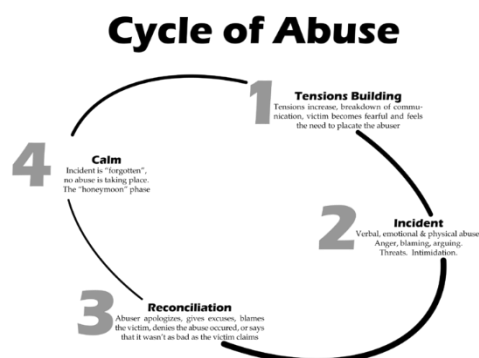 Cycle of Abuse
1
Tensions Building
Tensions increase, breakdown of commu-
nication, victim becomes fearful and feels
the need to placate the abuser
2
Incident
Verbal, emotional & physical abuse
Anger, blaming, arguing.
Threats. Intimidation.
3
Reconciliation
Abuser apologizes, gives excuses, blames
the victim, denies the abuse occured, or says
that it wasn't as bad as the victim claims
4
Calm
Incident is "forgotten",
no abuse is taking place.
The "honeymoon" phase